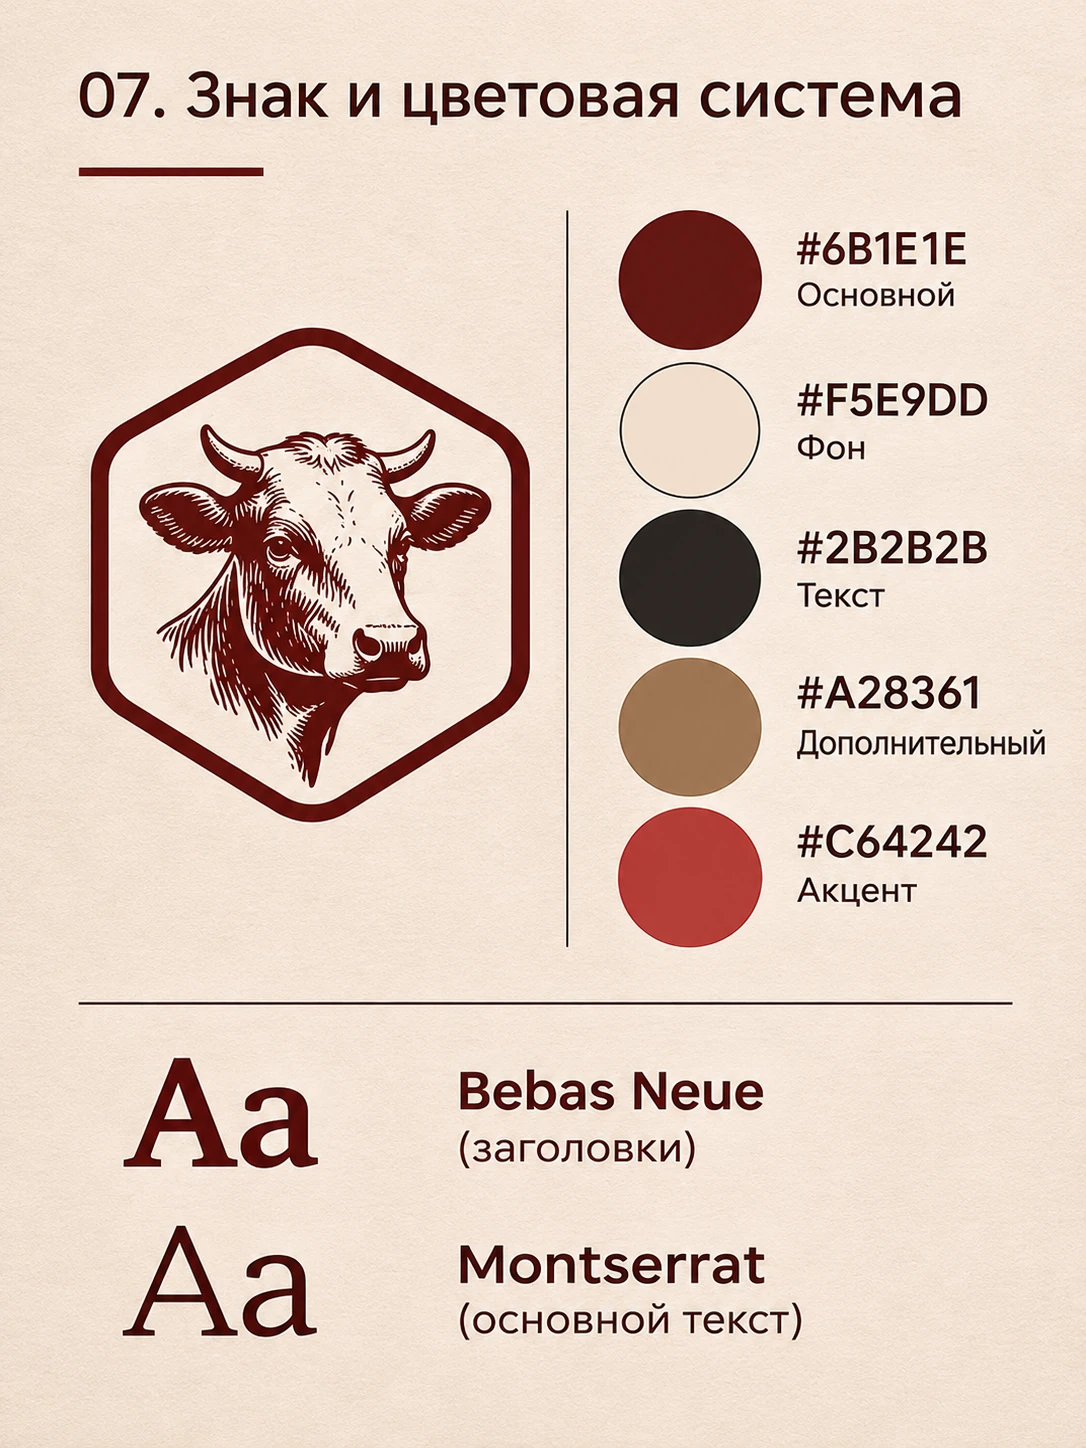 07. Знак и цветовая система
#6B1E1E
Основной
#F5E9DD
Фон
#2B2B2B
Текст
#A28361
Дополнительный
#C64242
Акцент
Aa
Bebas Neue
(заголовки)
Aa
Montserrat
(основной текст)